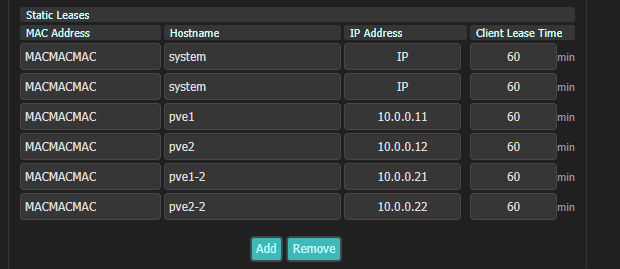 Static Leases
MAC Address Hostname IP Address Client Lease Time
MACMACMAC system IP 60 min
MACMACMAC system IP 60 min
MACMACMAC pve1 10.0.0.11 60 min
MACMACMAC pve2 10.0.0.12 60 min
MACMACMAC pve1-2 10.0.0.21 60 min
MACMACMAC pve2-2 10.0.0.22 60 min
Add Remove